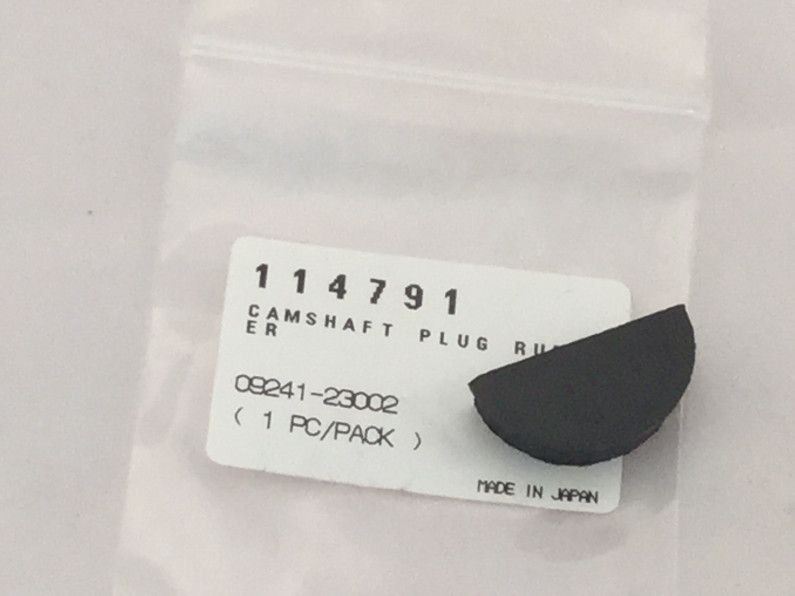 114791
CAMSHAFT PLUG RU
ER
09241-23002
( 1 PC/PACK )
MADE IN JAPAN